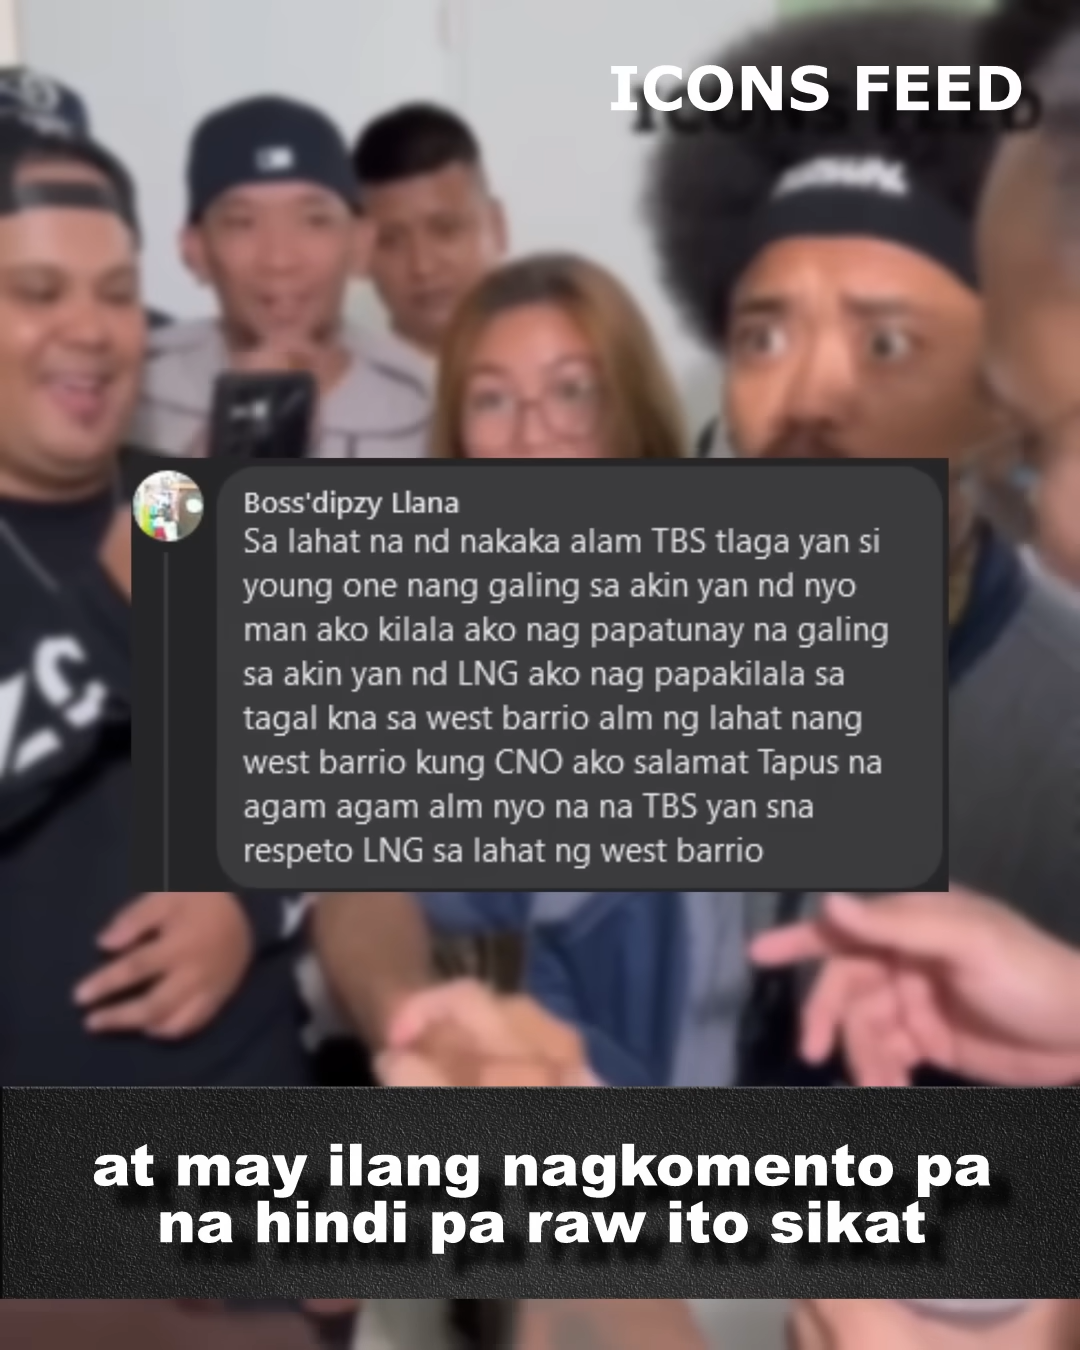 ICONS FEED
Boss'dipzy Llana
Sa lahat na nd nakaka alam TBS tlaga yan si
young one nang galing sa akin yan nd nyo
man ako kilala ako nag papatunay na galing
sa akin yan nd LNG ako nag papakilala sa
tagal kna sa west barrio alm ng lahat nang
west barrio kung CNO ako salamat Tapus na
agam agam alm nyo na na TBS yan sna
respeto LNG sa lahat ng west barrio
at may ilang nagkomento pa
na hindi pa raw ito sikat